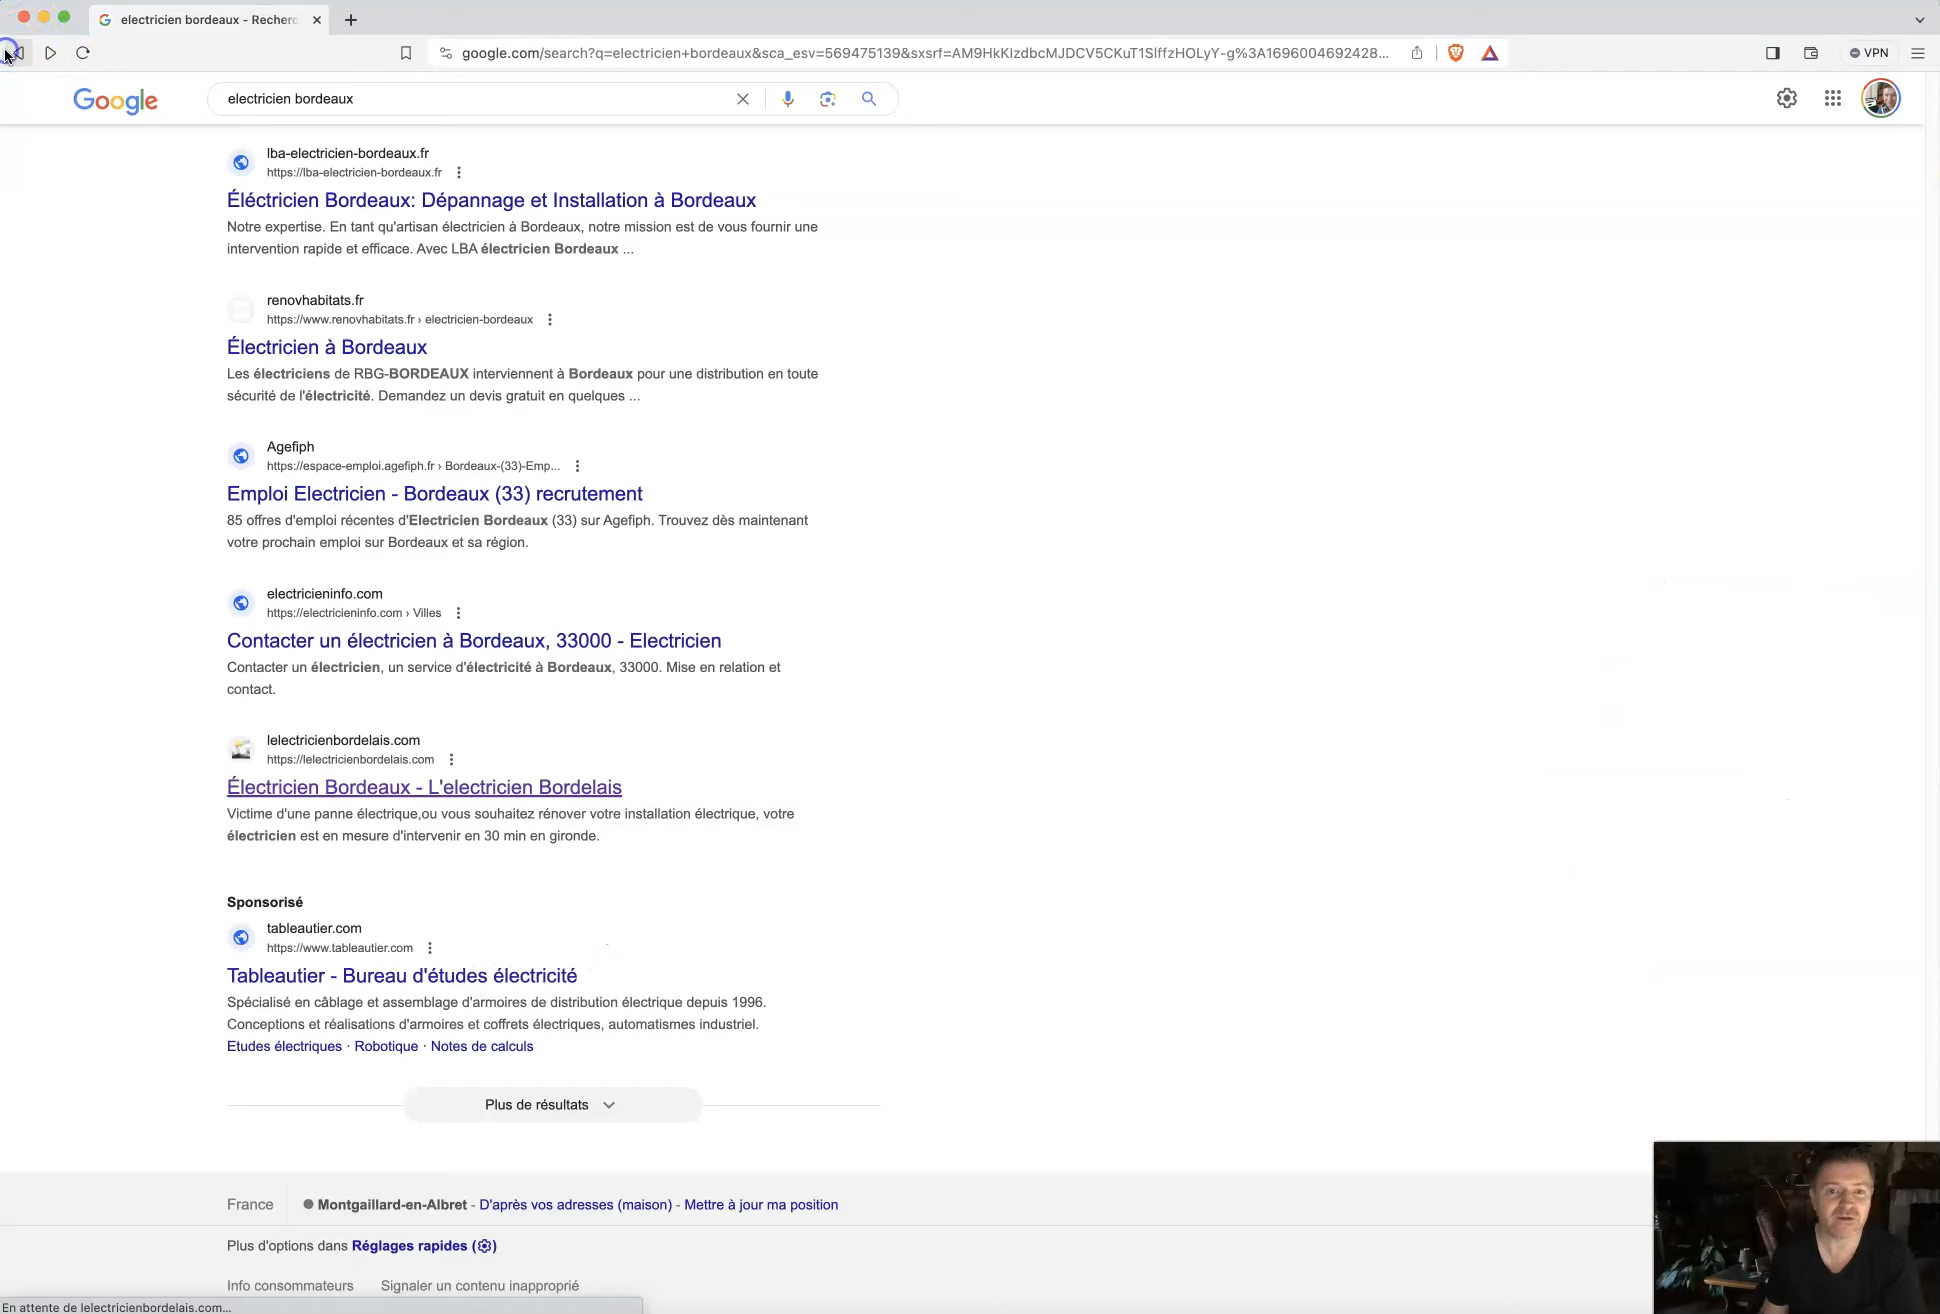 electricien bordeaux - Recher
google.com/search?q=electricien+bordeaux&sca_esv=569475139&sxsrf=AM9HkKIzdbcMJDCV5CKuT1SlffzHOLyY-g%3A1696004692428...
VPN
Google
electricien bordeaux
lba-electricien-bordeaux.fr
https://lba-electricien-bordeaux.fr
Éléctricien Bordeaux: Dépannage et Installation à Bordeaux
Notre expertise. En tant qu'artisan électricien à Bordeaux, notre mission est de vous fournir une
intervention rapide et efficace. Avec LBA électricien Bordeaux ...
renovhabitats.fr
https://www.renovhabitats.fr › electricien-bordeaux
Électricien à Bordeaux
Les électriciens de RBG-BORDEAUX interviennent à Bordeaux pour une distribution en toute
sécurité de l'électricité. Demandez un devis gratuit en quelques ...
Agefiph
https://espace-emploi.agefiph.fr › Bordeaux-(33)-Emp...
Emploi Electricien - Bordeaux (33) recrutement
85 offres d'emploi récentes d'Electricien Bordeaux (33) sur Agefiph. Trouvez dès maintenant
votre prochain emploi sur Bordeaux et sa région.
electricieninfo.com
https://electricieninfo.com › Villes
Contacter un électricien à Bordeaux, 33000 - Electricien
Contacter un électricien, un service d'électricité à Bordeaux, 33000. Mise en relation et
contact.
lelectricienbordelais.com
https://lelectricienbordelais.com
Électricien Bordeaux - L'electricien Bordelais
Victime d'une panne électrique,ou vous souhaitez rénover votre installation électrique, votre
électricien est en mesure d'intervenir en 30 min en gironde.
Sponsorisé
tableautier.com
https://www.tableautier.com
Tableautier - Bureau d'études électricité
Spécialisé en câblage et assemblage d'armoires de distribution électrique depuis 1996.
Conceptions et réalisations d'armoires et coffrets électriques, automatismes industriel.
Etudes électriques · Robotique · Notes de calculs
Plus de résultats
France Montgaillard-en-Albret - D'après vos adresses (maison) - Mettre à jour ma position
Plus d'options dans Réglages rapides
Info consommateurs Signaler un contenu inapproprié
En attente de lelectricienbordelais.com...